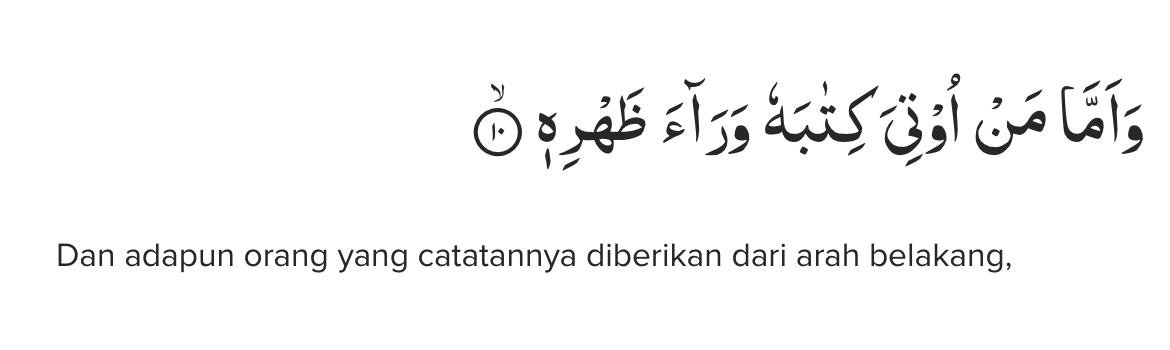 وَاَمَّا مَنْ اُوْتِيَ كِتٰبَهٗ وَرَاۤءَ ظَهْرِهٖۙ ١٠
Dan adapun orang yang catatannya diberikan dari arah belakang,